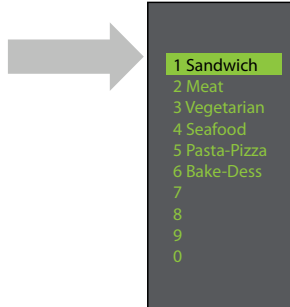 1 Sandwich
2 Meat
3 Vegetarian
4 Seafood
5 Pasta-Pizza
6 Bake-Dess
7
8
9
0